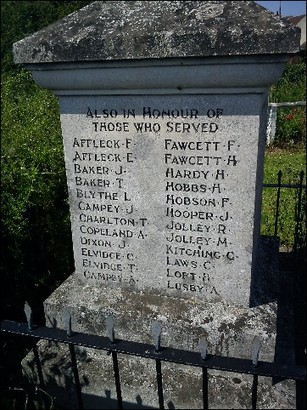 ALSO IN HONOUR OF
THOSE WHO SERVED
AFFLECK · F
AFFLECK · E
BAKER · J
BAKER · T
BLYTHE · L
CAMPEY · J
CHARLTON · T
COPELAND · A
DIXON · J
ELVIDGE · C
ELVIDGE · T
CAMPEY · A
FAWCETT · F
FAWCETT · H
HARDY · H
HOBBS · H
HOBSON · F
HOOPER · J
JOLLEY · R
JOLLEY · M
KITCHING · G
LAWS · C
LOFT
LUSBY · A